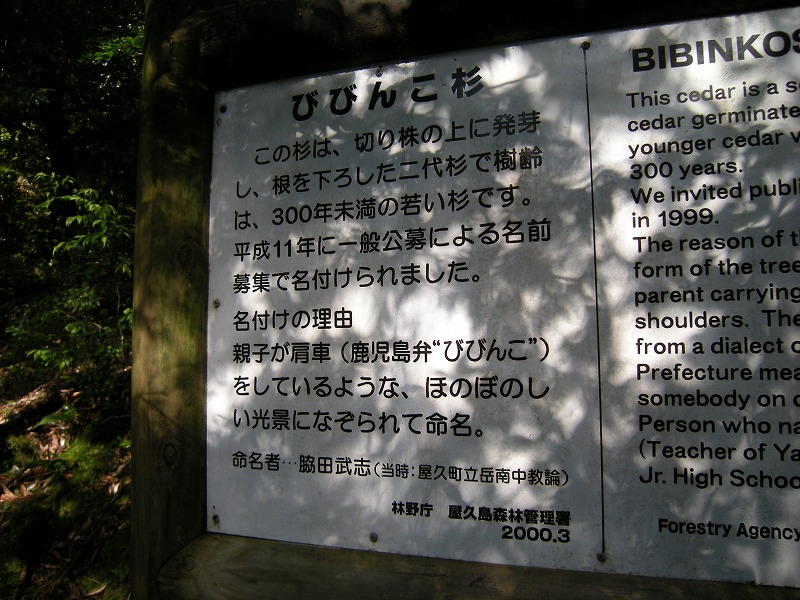 びびんこ杉
この杉は、切り株の上に発芽
し、根を下ろした二代杉で樹齢
は、300年未満の若い杉です。
平成11年に一般公募による名前
募集で名付けられました。
名付けの理由
親子が肩車（鹿児島弁“びびんこ”）
をしているような、ほのぼのし
い光景になぞらられて命名。
命名者…脇田武志（当時：屋久町立岳南中教諭）
林野庁　屋久島森林管理署
2000.3
BIBINKOS
This cedar is a s
cedar germinate
younger cedar
300 years.
We invited publi
in 1999.
The reason of t
form of the tree
parent carrying
shoulders. The
from a dialect o
Prefecture mea
somebody on o
Person who na
(Teacher of Ya
Jr. High Schoo
Forestry Agency